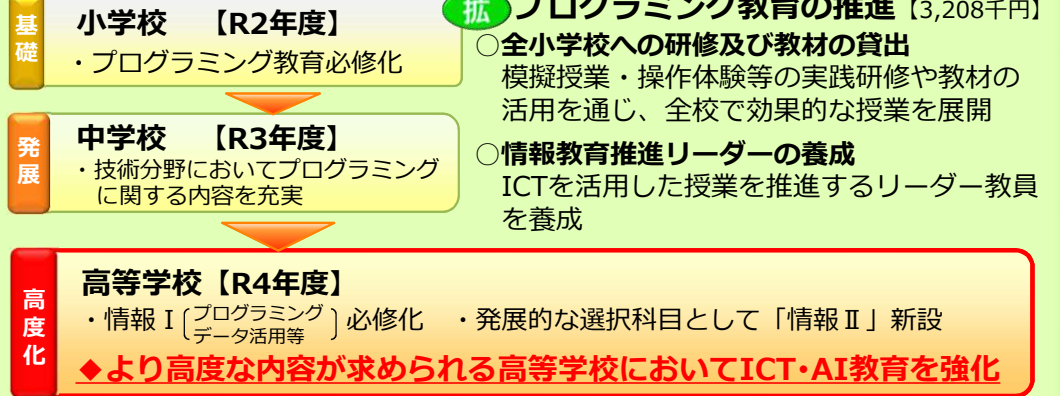 基礎
小学校 【R2年度】
・プログラミング教育必修化
発展
中学校 【R3年度】
・技術分野においてプログラミング
に関する内容を充実
拡 プログラミング教育の推進【3,208千円】
○全小学校への研修及び教材の貸出
模擬授業・操作体験等の実践研修や教材の
活用を通じ、全校で効果的な授業を展開
○情報教育推進リーダーの養成
ICTを活用した授業を推進するリーダー教員
を養成
高度化
高等学校【R4年度】
・情報Ⅰ(プログラミング データ活用等)必修化 ・発展的な選択科目として「情報Ⅱ」新設
◆より高度な内容が求められる高等学校においてICT・AI教育を強化